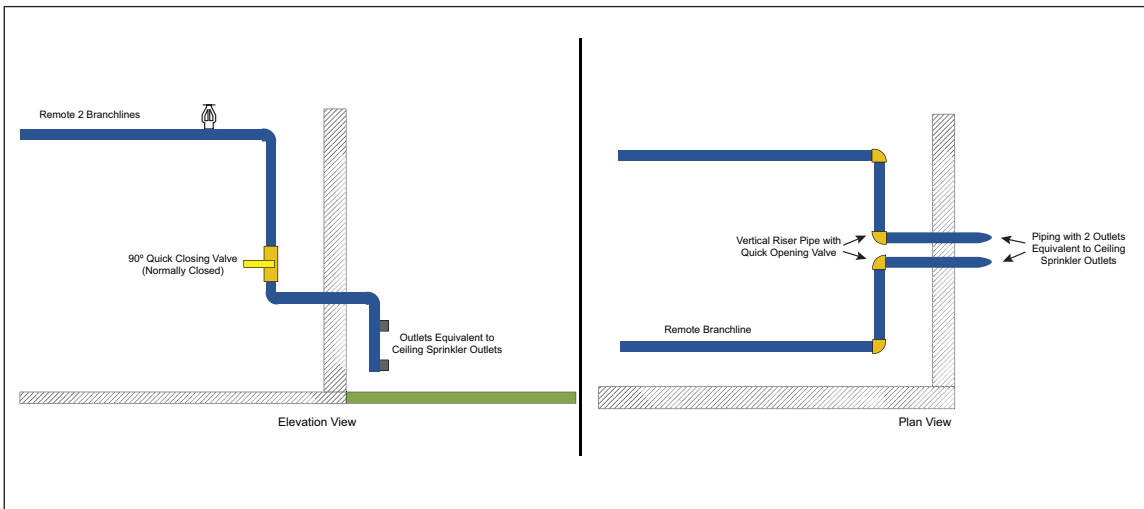 Remote 2 Branchlines
90º Quick Closing Valve
(Normally Closed)
Outlets Equivalent to
Ceiling Sprinkler Outlets
Elevation View
Vertical Riser Pipe with
Quick Opening Valve
Piping with 2 Outlets
Equivalent to Ceiling
Sprinkler Outlets
Remote Branchline
Plan View